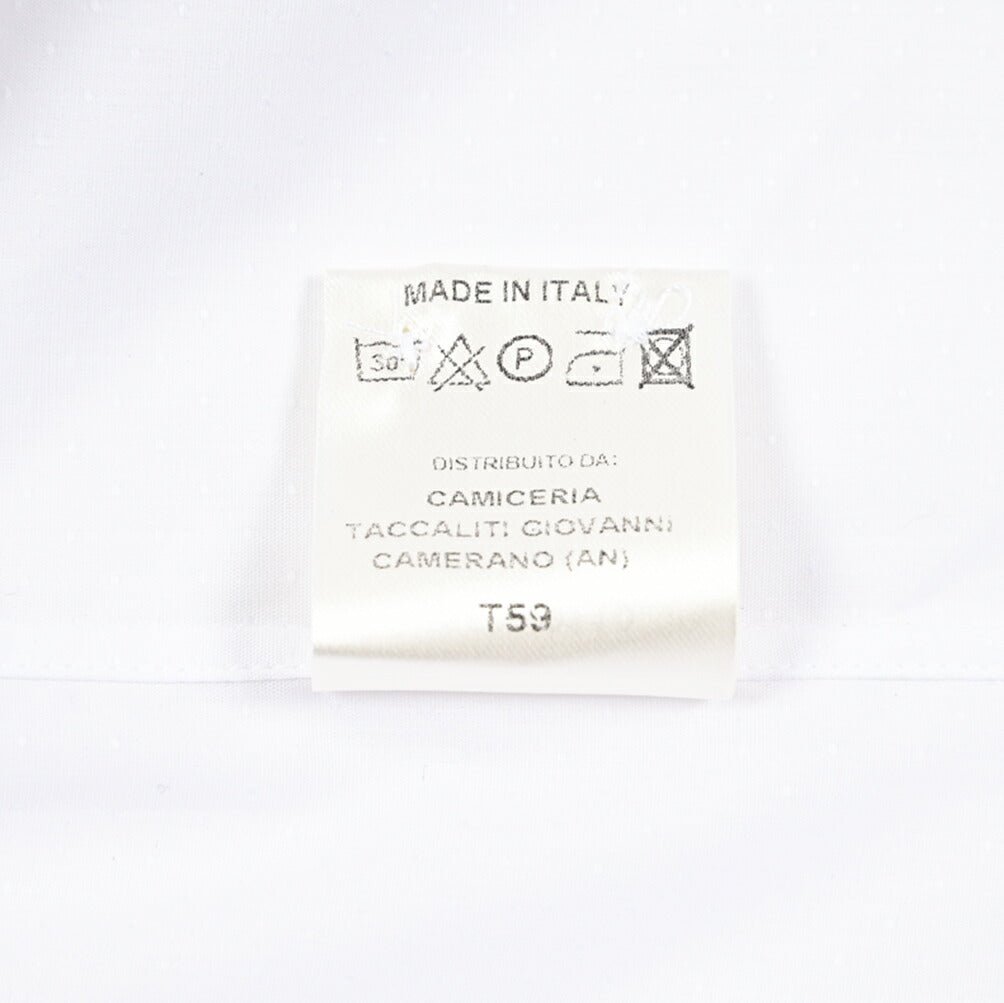 MADE IN ITALY
30°
P
DISTRIBUITO DA:
CAMICERIA
TACCALITI GIOVANNI
CAMERANO (AN)
T59